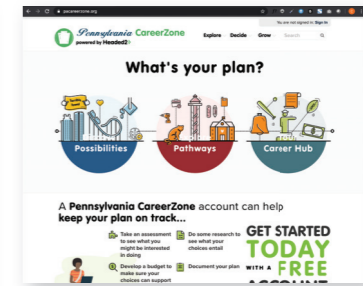 pacareerzone.org
You are not signed in: Sign in
Pennsylvania CareerZone
powered by Headed2
Explore Decide Grow Search
What's your plan?
Possibilities
Pathways
Career Hub
A Pennsylvania CareerZone account can help
keep your plan on track...
Take an assessment
to see what you
might be interested
in doing
Do some research to
see what your
choices entail
Develop a budget to
make sure your
choices can support
Document your plan
GET STARTED
TODAY
WITH A FREE
ACCOUNT